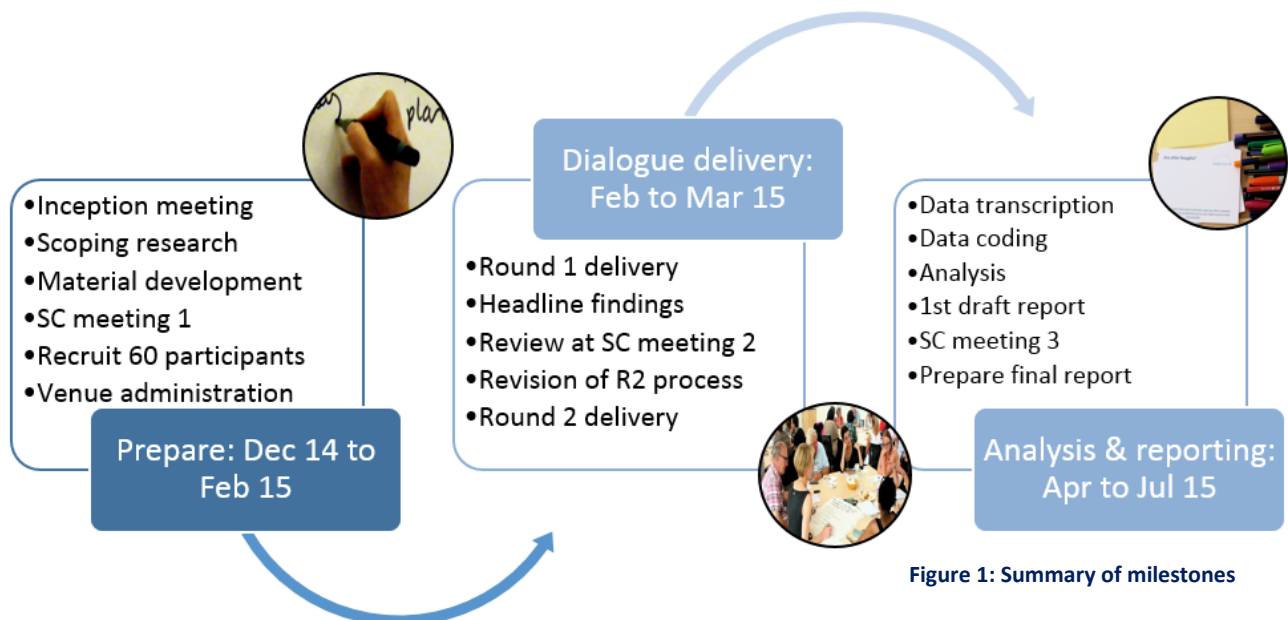 •Inception meeting
•Scoping research
•Material development
•SC meeting 1
•Recruit 60 participants
•Venue administration
Prepare: Dec 14 to
Feb 15
plan
Dialogue delivery:
Feb to Mar 15
•Round 1 delivery
•Headline findings
•Review at SC meeting 2
•Revision of R2 process
•Round 2 delivery
•Data transcription
•Data coding
•Analysis
•1st draft report
•SC meeting 3
•Prepare final report
Analysis & reporting:
Apr to Jul 15
Figure 1: Summary of milestones